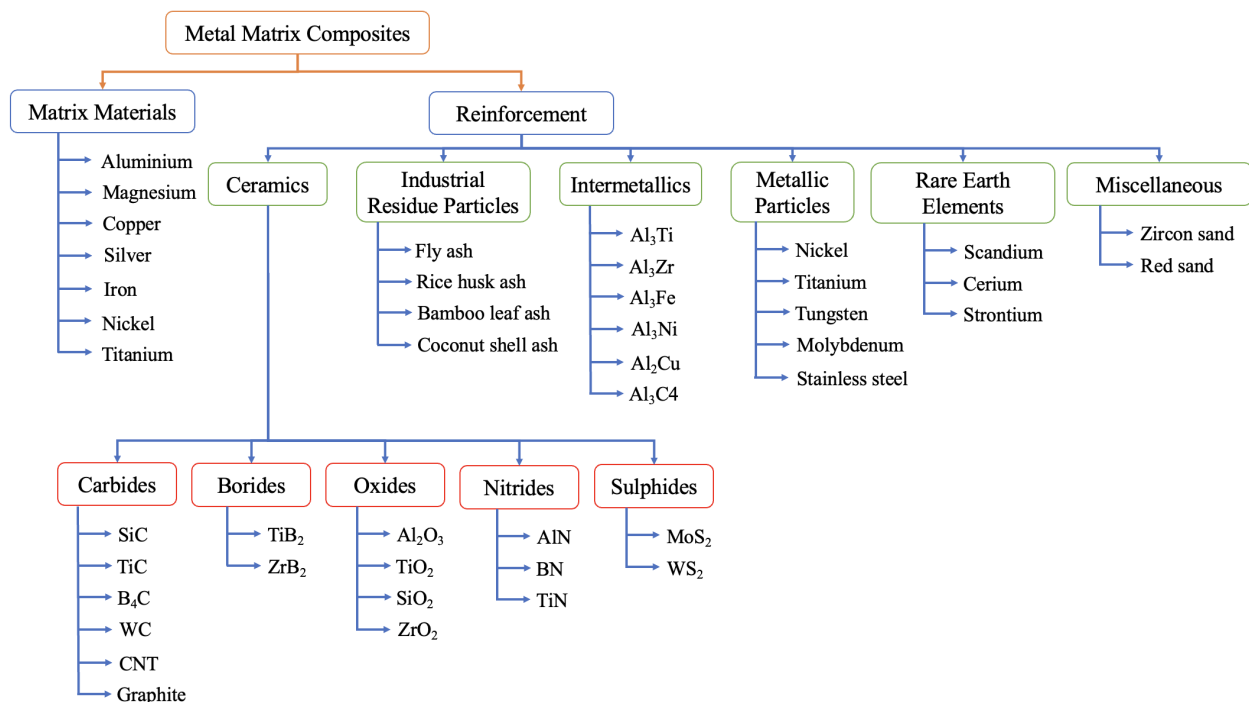 Metal Matrix Composites
Matrix Materials
Aluminium
Magnesium
Copper
Silver
Iron
Nickel
Titanium
Reinforcement
Ceramics
Industrial
Residue Particles
Fly ash
Rice husk ash
Bamboo leaf ash
Coconut shell ash
Intermetallics
Al₃Ti
Al₃Zr
Al₃Fe
Al₃Ni
Al₂Cu
Al₃C4
Metallic
Particles
Nickel
Titanium
Tungsten
Molybdenum
Stainless steel
Rare Earth
Elements
Scandium
Cerium
Strontium
Miscellaneous
Zircon sand
Red sand
Carbides
SiC
TiC
B₄C
WC
CNT
Graphite
Borides
TiB₂
ZrB₂
Oxides
Al₂O₃
TiO₂
SiO₂
ZrO₂
Nitrides
AlN
BN
TiN
Sulphides
MoS₂
WS₂